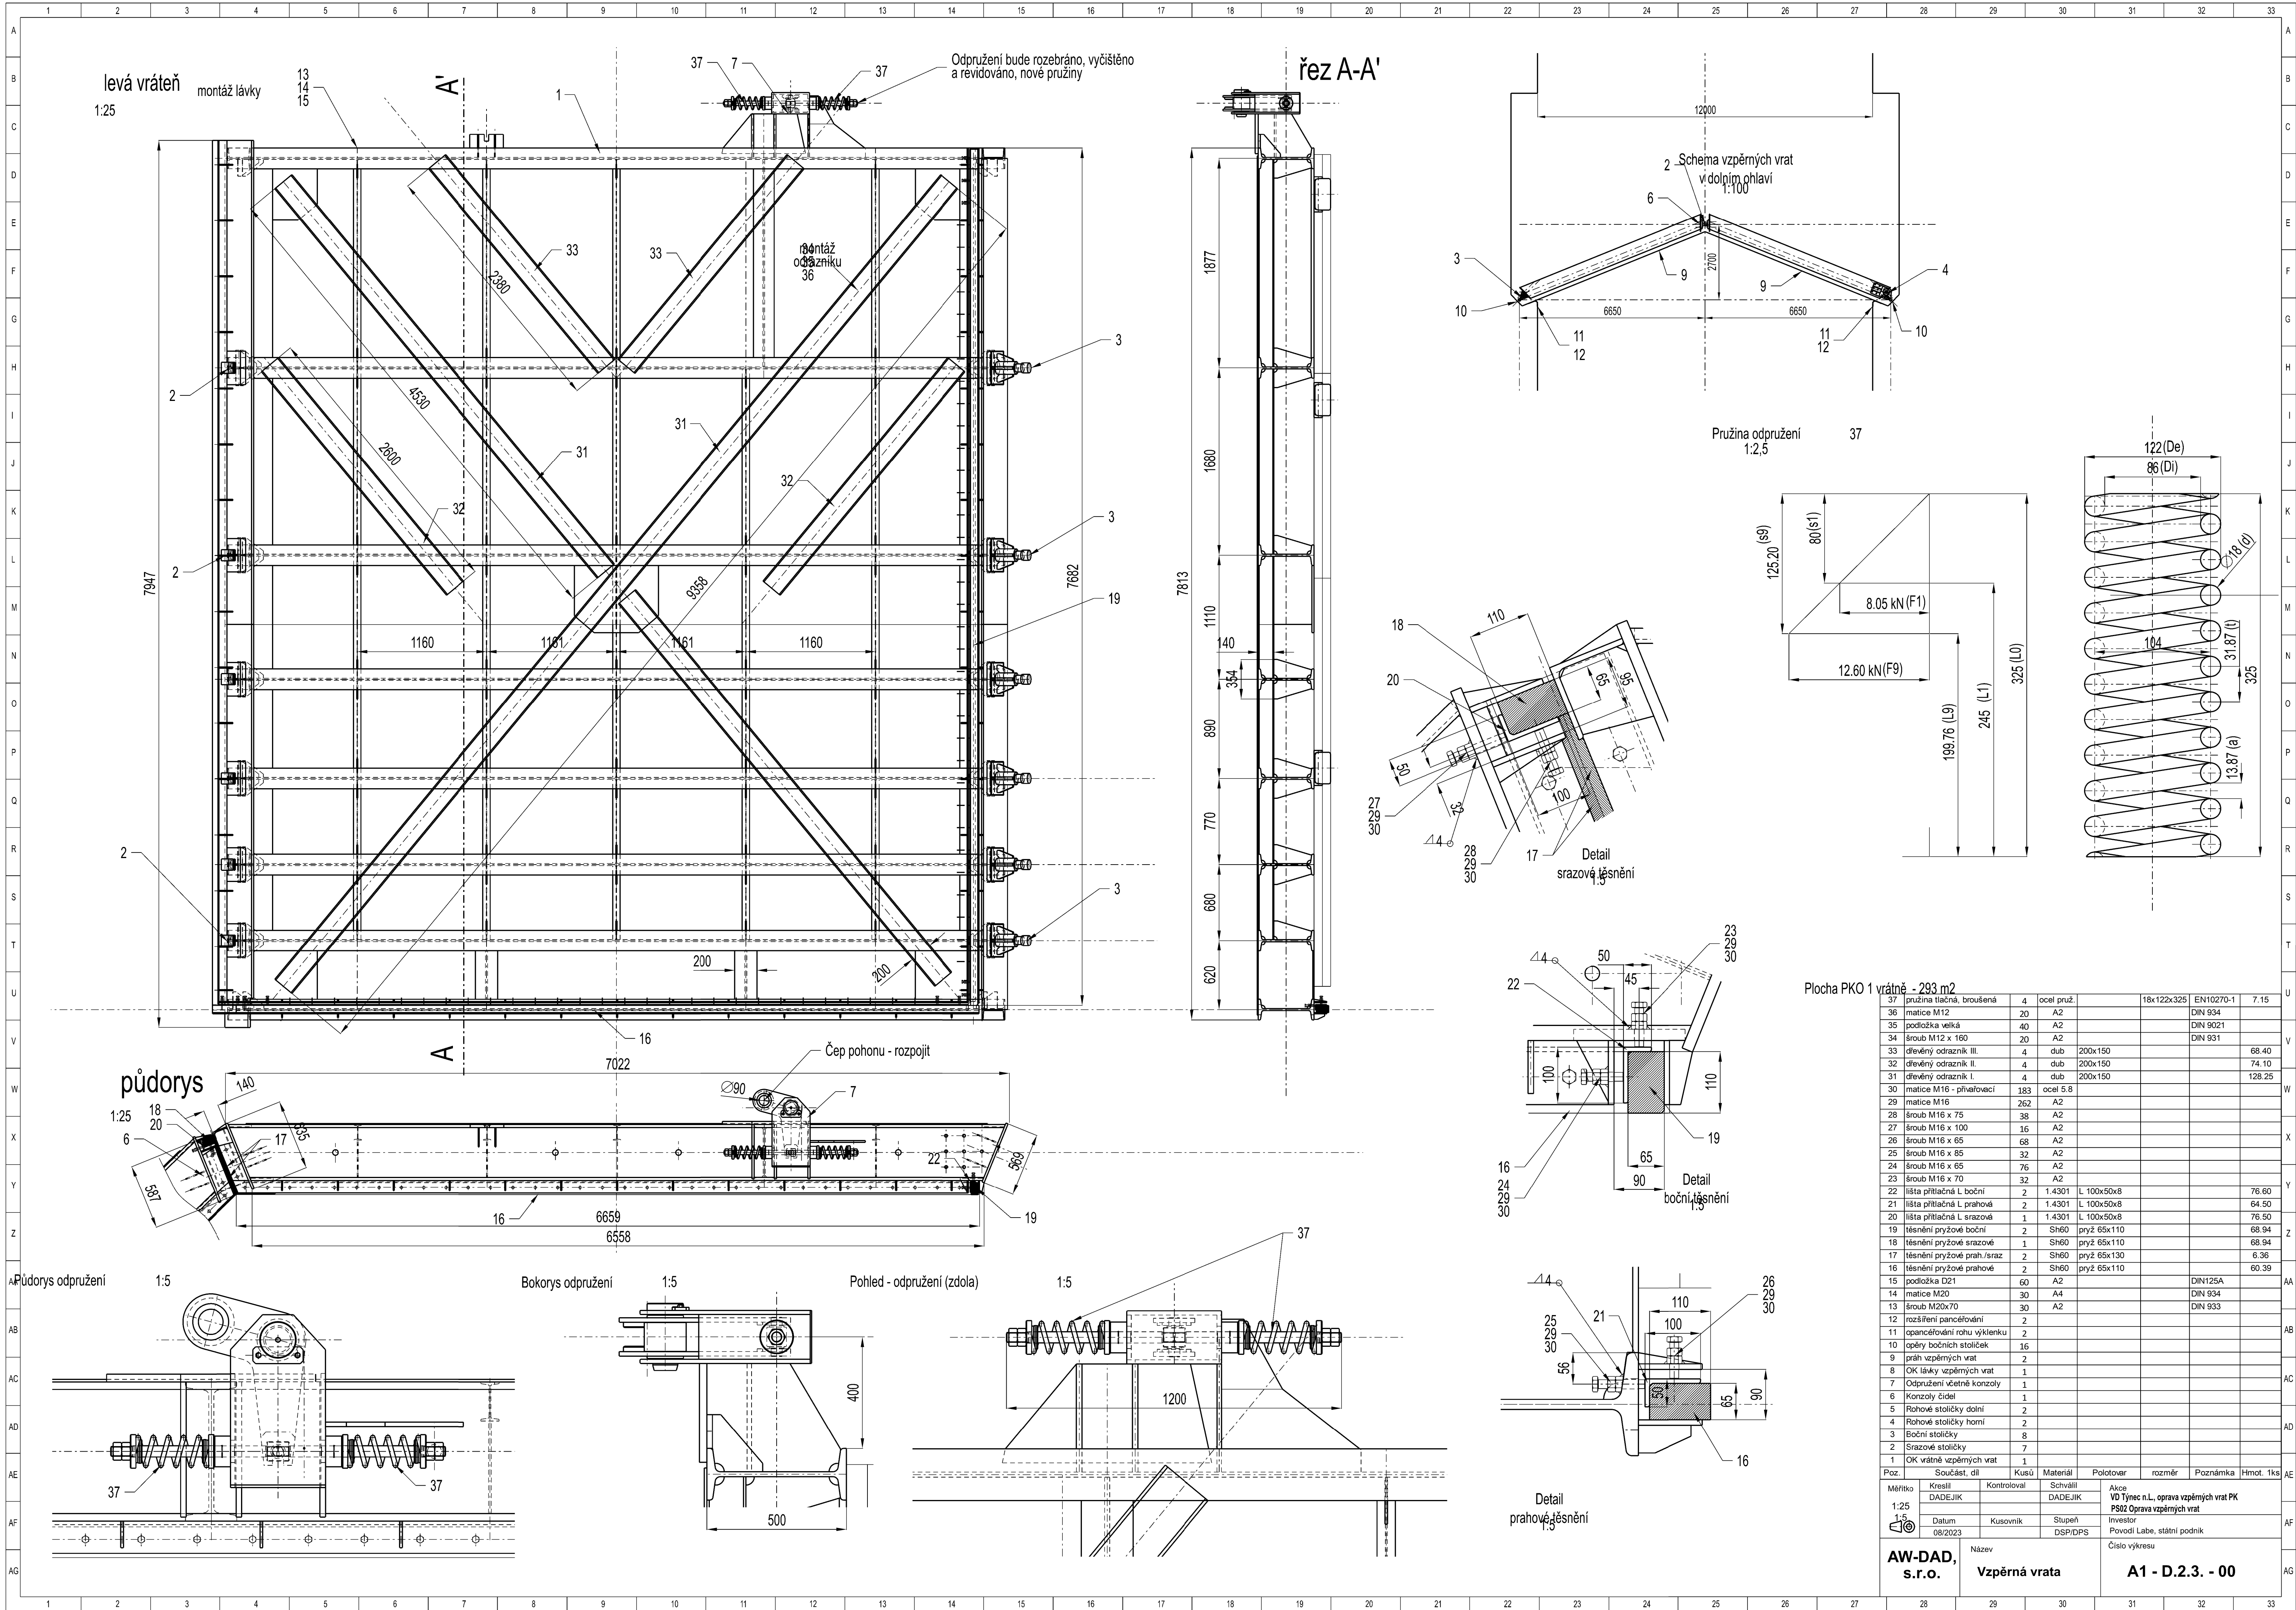 levá vráteň
1:25
montáž lávky
13
14
15
A'
1
37
7
37
Odpružení bude rozebráno, vyčištěno
a revidováno, nové pružiny
33
33
2380
montáž
odrazníku
34
35
36
4530
2600
31
31
32
32
9358
7947
7682
1160
1161
1161
1160
200
200
2
2
2
3
3
3
19
16
A
řez A-A'
7813
1877
1680
1110
140
354
890
770
680
620
12000
Schema vzpěrných vrat
v dolním ohlaví
1:100
2
6
3
4
9
9
2700
6650
6650
10
10
11
12
11
12
Pružina odpružení
37
1:2,5
122 (De)
86 (Di)
125.20 (s9)
80 (s1)
8.05 kN (F1)
12.60 kN (F9)
199.76 (L9)
245 (L1)
325 (L0)
∅18 (d)
104
31.87 (t)
325
13.87 (a)
18
110
20
65
95
50
32
100
27
29
30
4
28
29
30
17
Detail
srazové těsnění
1:5
4
50
45
23
29
30
22
100
110
19
65
90
16
24
29
30
Detail
boční těsnění
1:5
půdorys
1:25
7022
Čep pohonu - rozpojit
140
∅90
7
18
20
6
17
635
587
22
569
16
19
6659
6558
Půdorys odpružení
1:5
37
37
Bokorys odpružení
1:5
400
500
Pohled - odpružení (zdola)
1:5
37
1200
4
26
29
30
25
29
30
21
110
100
56
50
65
90
16
Detail
prahové těsnění
1:5
Plocha PKO 1 vrátně - 293 m2
37 pružina tlačná, broušená 4 ocel pruž. 18x122x325 EN10270-1 7.15
36 matice M12 20 A2 DIN 934
35 podložka velká 40 A2 DIN 9021
34 šroub M12 x 160 20 A2 DIN 931
33 dřevěný odrazník III. 4 dub 200x150 68.40
32 dřevěný odrazník II. 4 dub 200x150 74.10
31 dřevěný odrazník I. 4 dub 200x150 128.25
30 matice M16 - přivařovací 183 ocel 5.8
29 matice M16 262 A2
28 šroub M16 x 75 38 A2
27 šroub M16 x 100 16 A2
26 šroub M16 x 65 68 A2
25 šroub M16 x 85 32 A2
24 šroub M16 x 65 76 A2
23 šroub M16 x 70 32 A2
22 lišta přítlačná L boční 2 1.4301 L 100x50x8 76.60
21 lišta přítlačná L prahová 2 1.4301 L 100x50x8 64.50
20 lišta přítlačná L srazová 1 1.4301 L 100x50x8 76.50
19 těsnění pryžové boční 2 Sh60 pryž 65x110 68.94
18 těsnění pryžové srazové 1 Sh60 pryž 65x110 68.94
17 těsnění pryžové prah./sraz 2 Sh60 pryž 65x130 6.36
16 těsnění pryžové prahové 2 Sh60 pryž 65x110 60.39
15 podložka D21 60 A2 DIN125A
14 matice M20 30 A4 DIN 934
13 šroub M20x70 30 A2 DIN 933
12 rozšíření pancéřování 2
11 opancéřování rohu výklenku 2
10 opěry bočních stoliček 16
9 práh vzpěrných vrat 2
8 OK lávky vzpěrných vrat 1
7 Odpružení včetně konzoly 1
6 Konzoly čidel 1
5 Rohové stoličky dolní 2
4 Rohové stoličky horní 2
3 Boční stoličky 8
2 Srazové stoličky 7
1 OK vrátně vzpěrných vrat 1
Poz. Součást, díl Kusů Materiál Polotovar rozměr Poznámka Hmot. 1ks
Měřítko Kreslil Kontroloval Schválil Akce
DADEJIK DADEJIK VD Týnec n.L., oprava vzpěrných vrat PK
1:25 PS02 Oprava vzpěrných vrat
1:5 Datum Kusovník Stupeň Investor
08/2023 DSP/DPS Povodí Labe, státní podnik
AW-DAD,
s.r.o.
Název
Vzpěrná vrata
Číslo výkresu
A1 - D.2.3. - 00